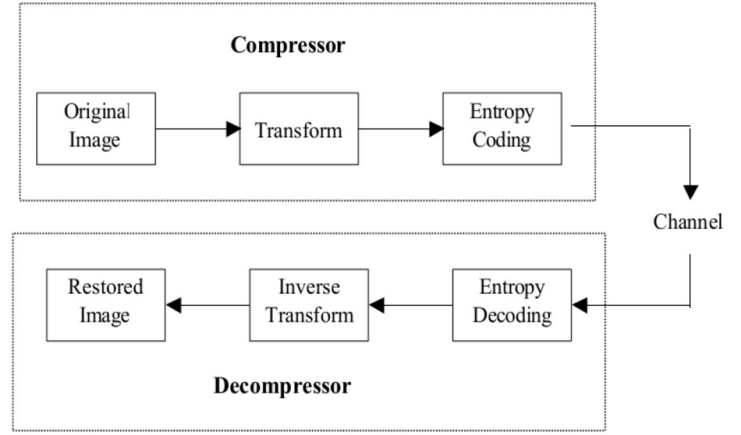 Compressor
Original
Image
Transform
Entropy
Coding
Channel
Restored
Image
Inverse
Transform
Entropy
Decoding
Decompressor